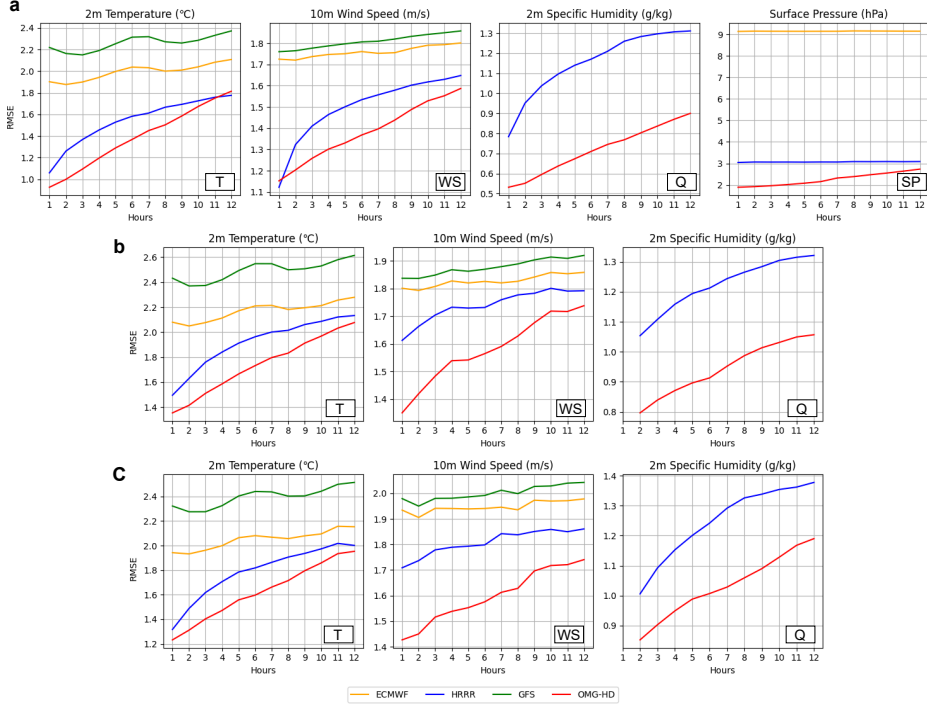 a
2m Temperature (℃)
10m Wind Speed (m/s)
2m Specific Humidity (g/kg)
Surface Pressure (hPa)
RMSE
2.4
2.2
2.0
1.8
1.6
1.4
1.2
1.0
T
1 2 3 4 5 6 7 8 9 10 11 12
Hours
1.8
1.7
1.6
1.5
1.4
1.3
1.2
1.1
WS
1 2 3 4 5 6 7 8 9 10 11 12
Hours
1.3
1.2
1.1
1.0
0.9
0.8
0.7
0.6
0.5
Q
1 2 3 4 5 6 7 8 9 10 11 12
Hours
9
8
7
6
5
4
3
2
SP
1 2 3 4 5 6 7 8 9 10 11 12
Hours
b
2m Temperature (℃)
10m Wind Speed (m/s)
2m Specific Humidity (g/kg)
RMSE
2.6
2.4
2.2
2.0
1.8
1.6
1.4
T
1 2 3 4 5 6 7 8 9 10 11 12
Hours
1.9
1.8
1.7
1.6
1.5
1.4
WS
1 2 3 4 5 6 7 8 9 10 11 12
Hours
1.3
1.2
1.1
1.0
0.9
0.8
Q
1 2 3 4 5 6 7 8 9 10 11 12
Hours
C
2m Temperature (℃)
10m Wind Speed (m/s)
2m Specific Humidity (g/kg)
RMSE
2.4
2.2
2.0
1.8
1.6
1.4
1.2
T
1 2 3 4 5 6 7 8 9 10 11 12
Hours
2.0
1.9
1.8
1.7
1.6
1.5
1.4
WS
1 2 3 4 5 6 7 8 9 10 11 12
Hours
1.4
1.3
1.2
1.1
1.0
0.9
Q
1 2 3 4 5 6 7 8 9 10 11 12
Hours
ECMWF HRRR GFS OMG-HD